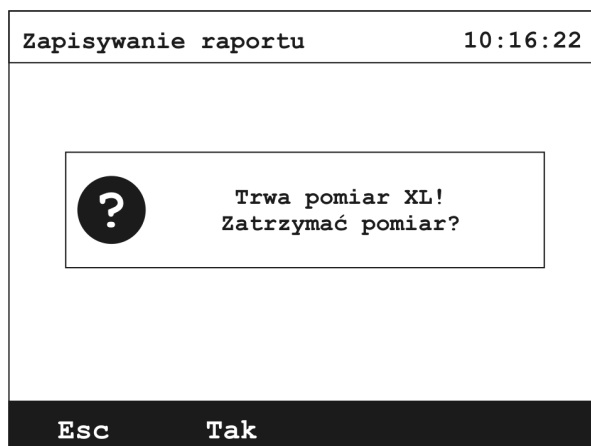 Zapisywanie raportu 10:16:22
?
Trwa pomiar XL!
Zatrzymać pomiar?
Esc Tak